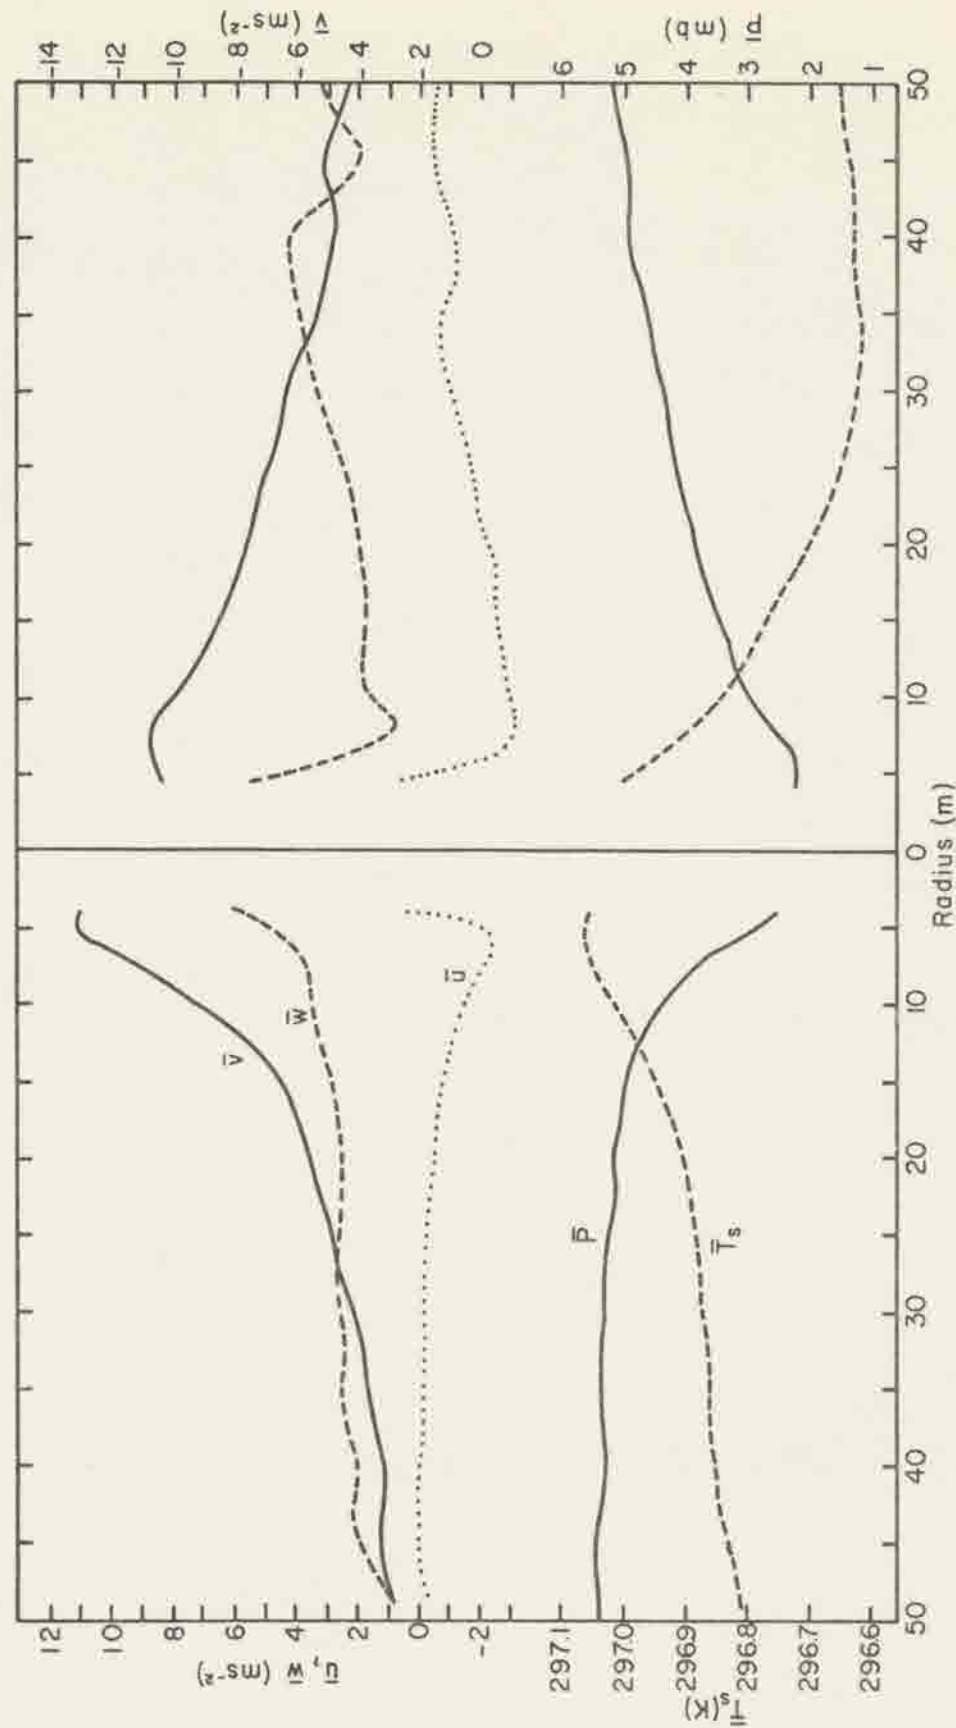 12
10
8
6
4
2
0
-2
Ū, W̄ (ms⁻²)
297.1
297.0
296.9
296.8
296.7
296.6
T̿s(K)
v̄
w̄
ū
p̄
T̿s
-14
-12
-10
-8
-6
-4
-2
0
v̄ (ms⁻²)
6
5
4
3
2
1
p̄ (mb)
50 40 30 20 10 0 10 20 30 40 50
Radius (m)